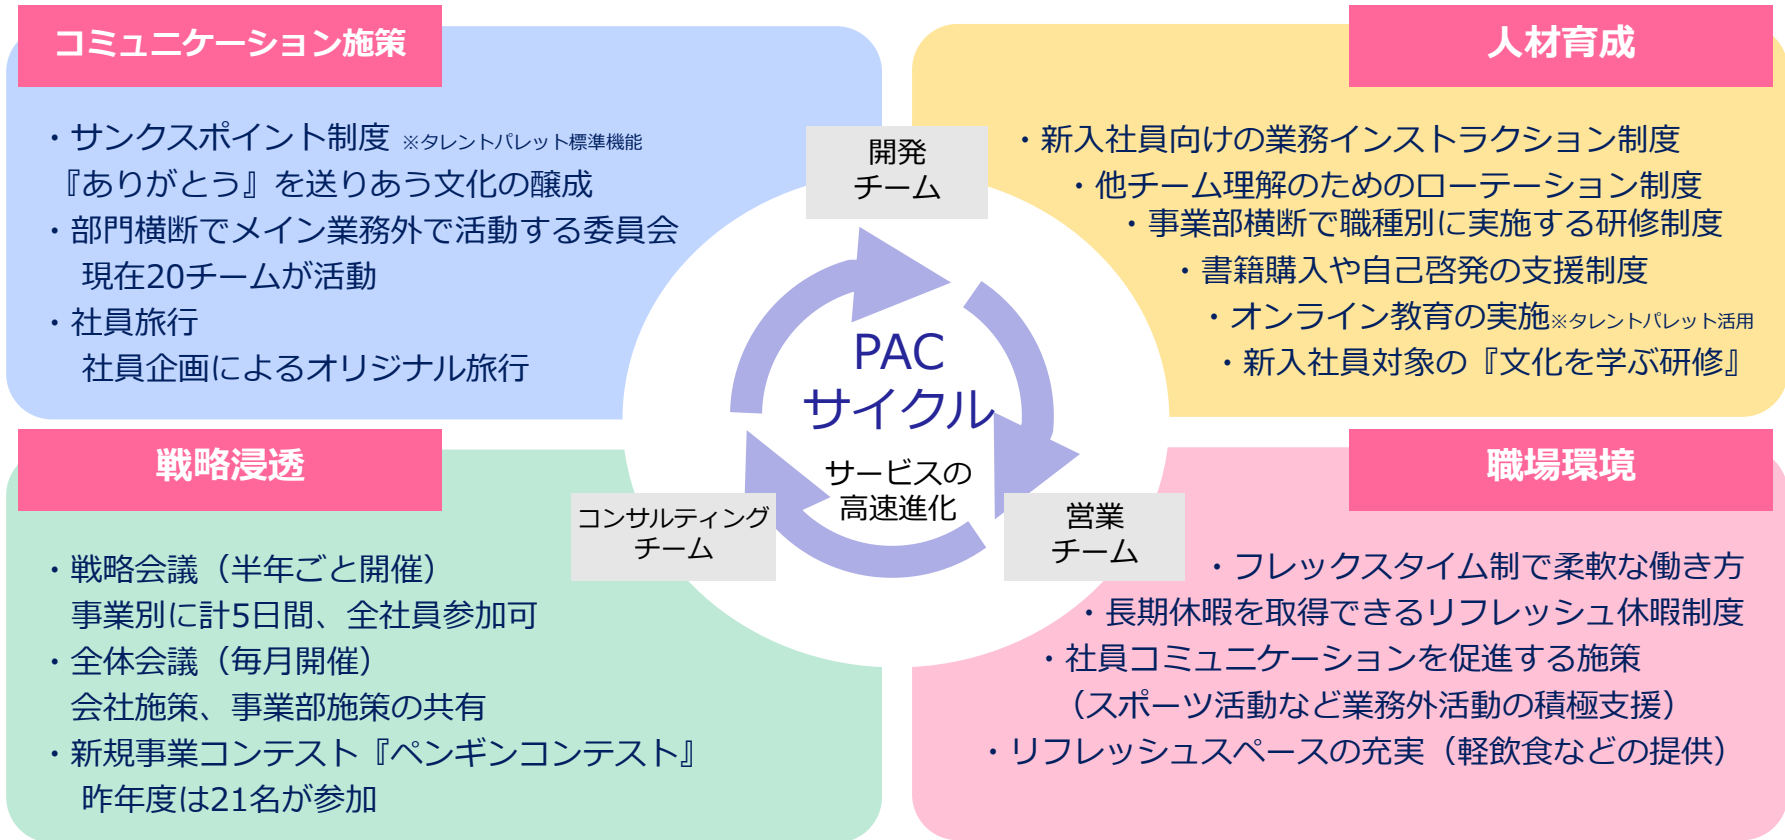 コミュニケーション施策
・サンクスポイント制度 ※タレントパレット標準機能
『ありがとう』を送りあう文化の醸成
・部門横断でメイン業務外で活動する委員会
現在20チームが活動
・社員旅行
社員企画によるオリジナル旅行
人材育成
・新入社員向けの業務インストラクション制度
・他チーム理解のためのローテーション制度
・事業部横断で職種別に実施する研修制度
・書籍購入や自己啓発の支援制度
・オンライン教育の実施※タレントパレット活用
・新入社員対象の『文化を学ぶ研修』
開発
チーム
PAC
サイクル
サービスの
高速進化
コンサルティング
チーム
営業
チーム
戦略浸透
・戦略会議（半年ごと開催）
事業別に計5日間、全社員参加可
・全体会議（毎月開催）
会社施策、事業部施策の共有
・新規事業コンテスト『ペンギンコンテスト』
昨年度は21名が参加
職場環境
・フレックスタイム制で柔軟な働き方
・長期休暇を取得できるリフレッシュ休暇制度
・社員コミュニケーションを促進する施策
（スポーツ活動など業務外活動の積極支援）
・リフレッシュスペースの充実（軽飲食などの提供）